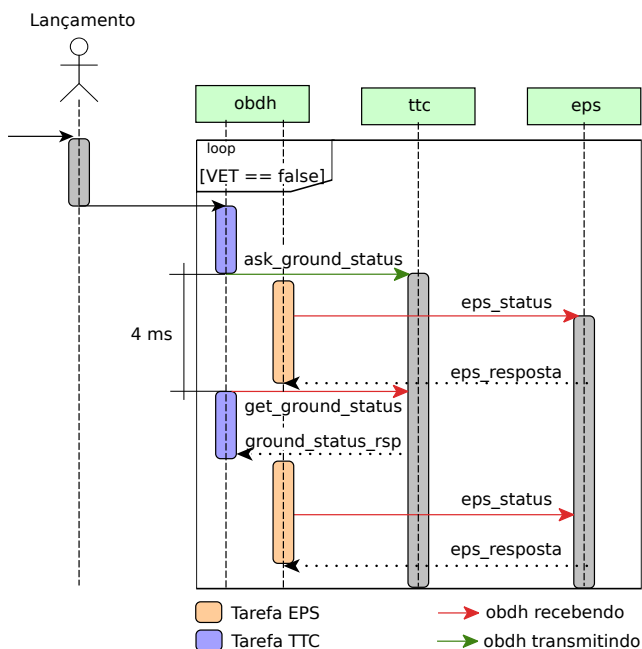 Lançamento
obdh
ttc
eps
loop
[VET == false]
ask_ground_status
eps_status
4 ms
eps_resposta
get_ground_status
ground_status_rsp
eps_status
eps_resposta
Tarefa EPS
obdh recebendo
Tarefa TTC
obdh transmitindo